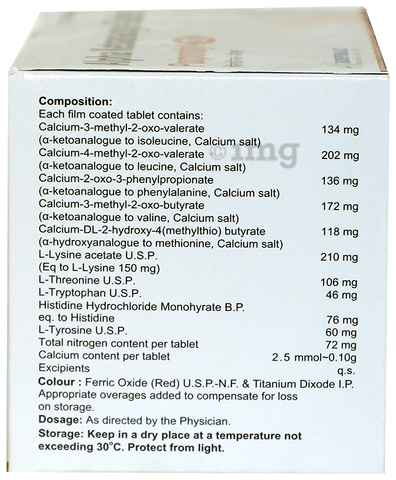 Composition:
Each film coated tablet contains:
Calcium-3-methyl-2-oxo-valerate 134 mg
(α-ketoanalogue to isoleucine, Calcium salt)
Calcium-4-methyl-2-oxo-valerate 202 mg
(α-ketoanalogue to leucine, Calcium salt)
Calcium-2-oxo-3-phenylpropionate 136 mg
(α-ketoanalogue to phenylalanine, Calcium salt)
Calcium-3-methyl-2-oxo-butyrate 172 mg
(α-ketoanalogue to valine, Calcium salt)
Calcium-DL-2-hydroxy-4(methylthio) butyrate 118 mg
(α-hydroxyanalogue to methionine, Calcium salt)
L-Lysine acetate U.S.P. 210 mg
(Eq to L-Lysine 150 mg)
L-Threonine U.S.P. 106 mg
L-Tryptophan U.S.P. 46 mg
Histidine Hydrochloride Monohyrate B.P.
eq. to Histidine 76 mg
L-Tyrosine U.S.P. 60 mg
Total nitrogen content per tablet 72 mg
Calcium content per tablet 2.5 mmol~0.10g
Excipients q.s.
Colour : Ferric Oxide (Red) U.S.P.-N.F. & Titanium Dixode I.P.
Appropriate overages added to compensate for loss
on storage.
Dosage: As directed by the Physician.
Storage: Keep in a dry place at a temperature not
exceeding 30°C. Protect from light.
1mg